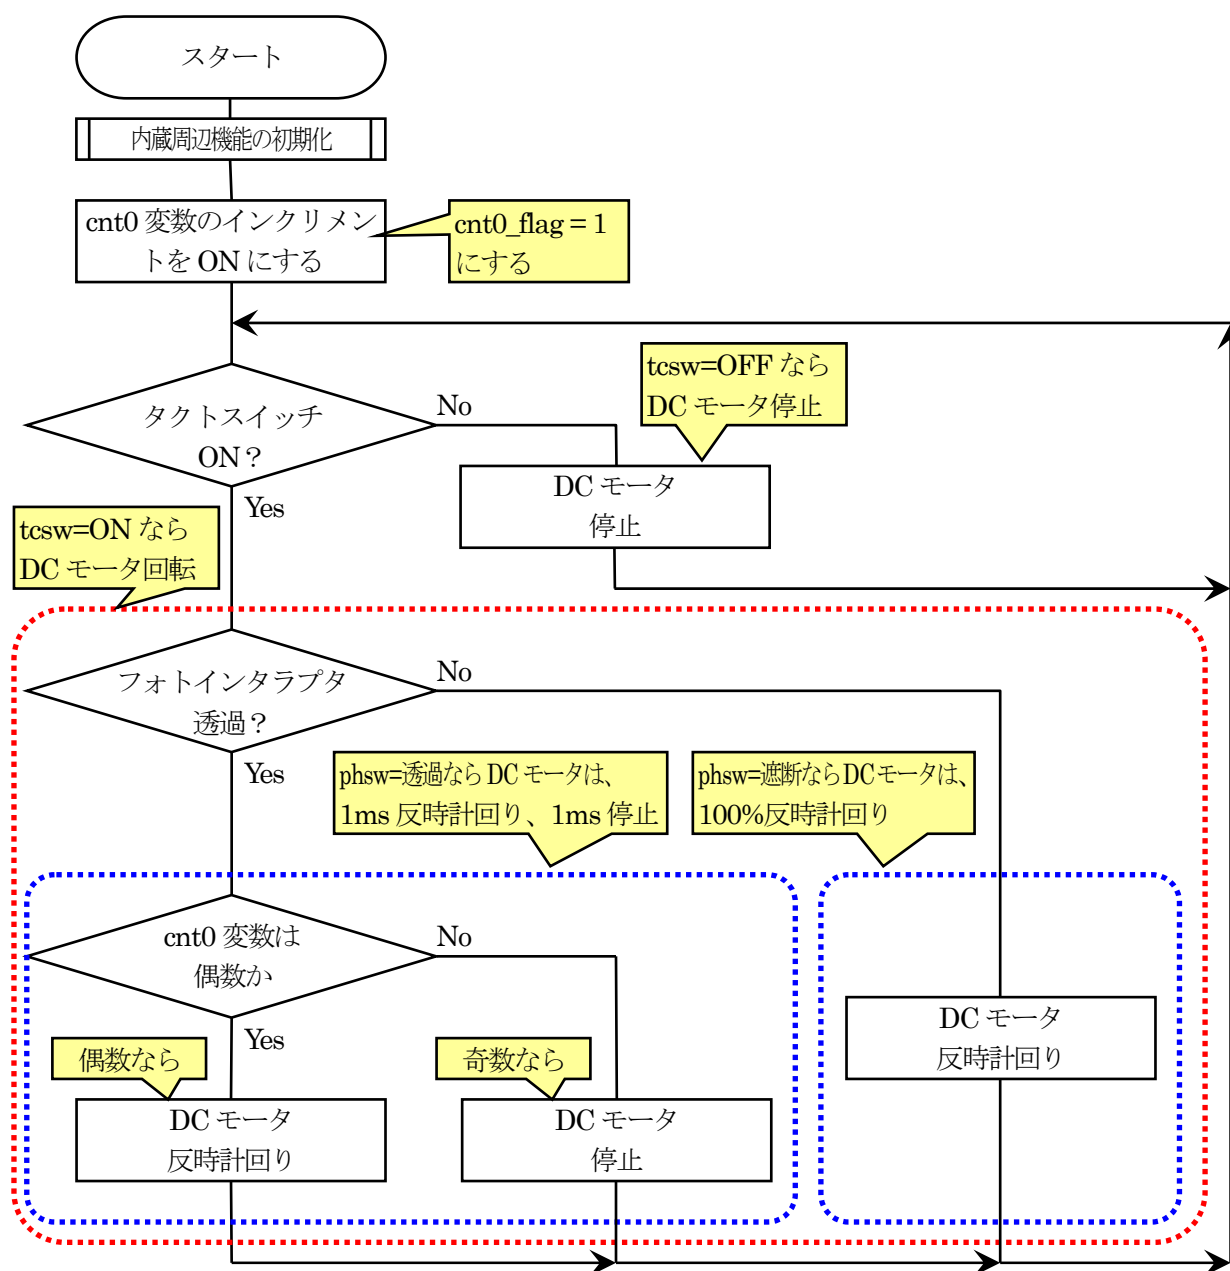 スタート
内蔵周辺機能の初期化
cnt0 変数のインクリメン
トを ON にする
cnt0_flag = 1
にする
tcsw=OFF なら
DC モータ停止
タクトスイッチ
ON？
No
Yes
DC モータ
停止
tcsw=ON なら
DC モータ回転
フォトインタラプタ
透過？
No
Yes
phsw=透過なら DC モータは、
1ms 反時計回り、1ms 停止
phsw=遮断なら DC モータは、
100%反時計回り
cnt0 変数は
偶数か
No
Yes
偶数なら
奇数なら
DC モータ
反時計回り
DC モータ
停止
DC モータ
反時計回り